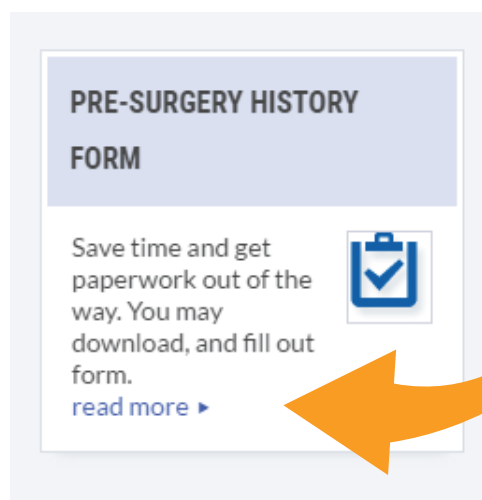 PRE-SURGERY HISTORY
FORM
Save time and get
paperwork out of the
way. You may
download, and fill out
form.
read more ▸